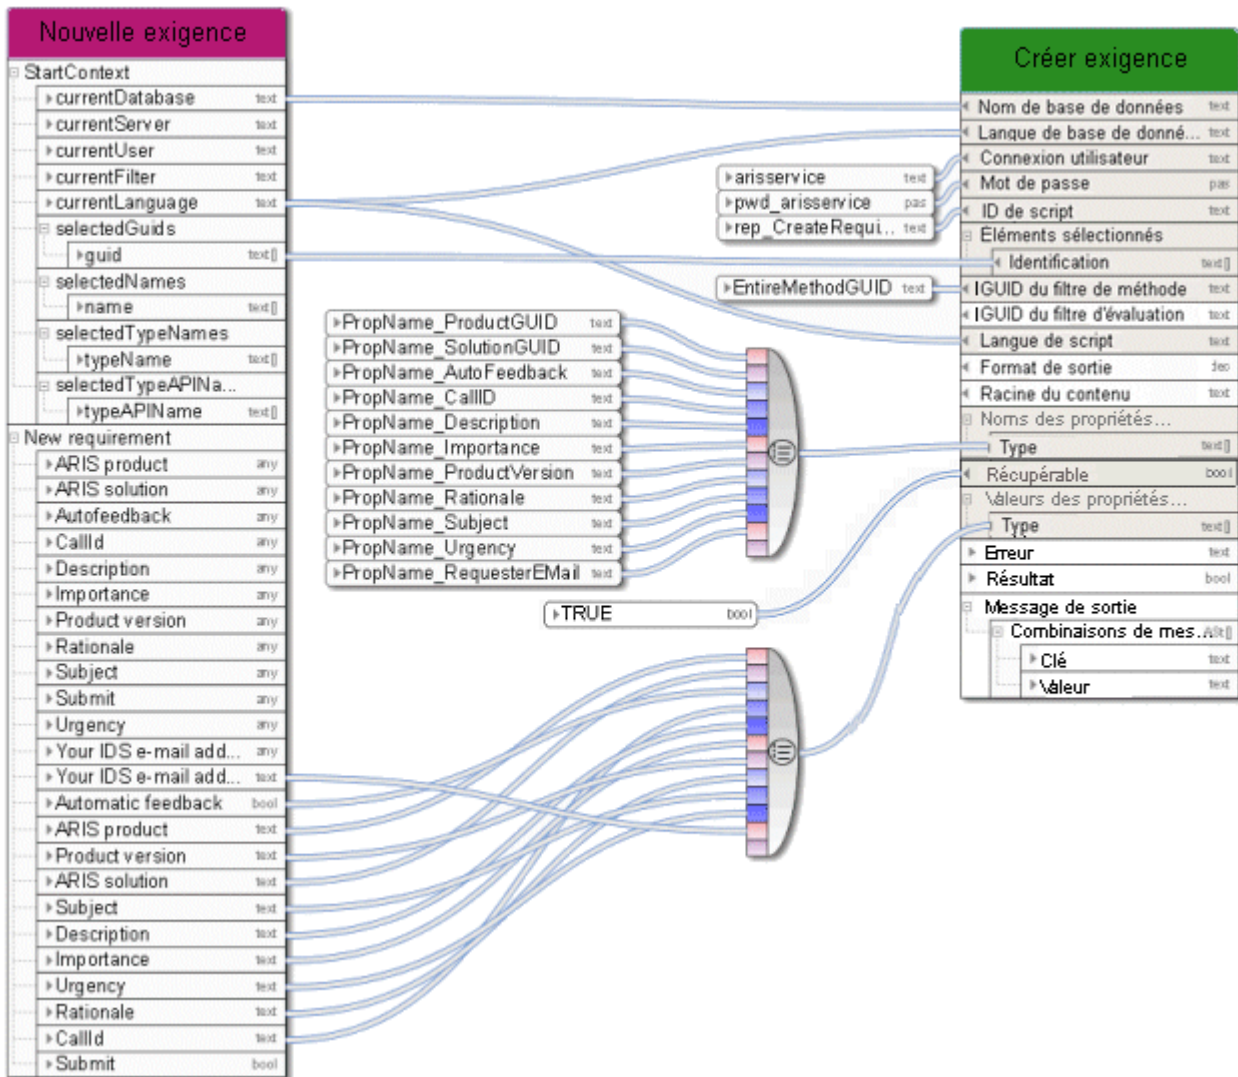 Nouvelle exigence
StartContext
currentDatabase text
currentServer text
currentUser text
currentFilter text
currentLanguage text
selectedGuids
guid text[]
selectedNames
name text[]
selectedTypeNames
typeName text[]
selectedTypeAPINa...
typeAPIName text[]
New requirement
ARIS product any
ARIS solution any
Autofeedback any
CallId any
Description any
Importance any
Product version any
Rationale any
Subject any
Submit any
Urgency any
Your IDS e-mail add... any
Your IDS e-mail add... text
Automatic feedback bool
ARIS product text
Product version text
ARIS solution text
Subject text
Description text
Importance text
Urgency text
Rationale text
CallId text
Submit bool
arisservice text
pwd_arisservice pas
rep_CreateRequi... text
EntireMethodGUID text
PropName_ProductGUID text
PropName_SolutionGUID text
PropName_AutoFeedback text
PropName_CallID text
PropName_Description text
PropName_Importance text
PropName_ProductVersion text
PropName_Rationale text
PropName_Subject text
PropName_Urgency text
PropName_RequesterEMail text
TRUE bool
Créer exigence
Nom de base de données text
Langue de base de donné... text
Connexion utilisateur text
Mot de passe pas
ID de script text
Éléments sélectionnés
Identification text[]
IGUID du filtre de méthode text
IGUID du filtre d'évaluation text
Langue de script text
Format de sortie
Racine du contenu text
Noms des propriétés...
Type text[]
Récupérable bool
Valeurs des propriétés...
Type text[]
Erreur text
Résultat bool
Message de sortie
Combinaisons de mes...
Clé text
Valeur text